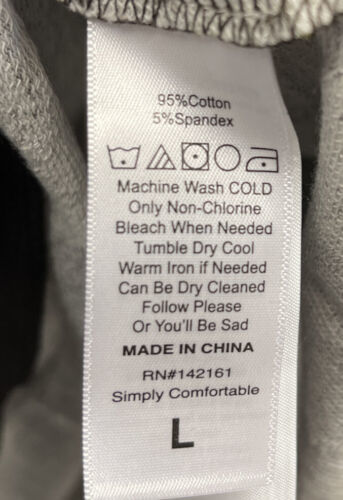 95%Cotton
5%Spandex
Machine Wash COLD
Only Non-Chlorine
Bleach When Needed
Tumble Dry Cool
Warm Iron if Needed
Can Be Dry Cleaned
Follow Please
Or You'll Be Sad
MADE IN CHINA
RN#142161
Simply Comfortable
L